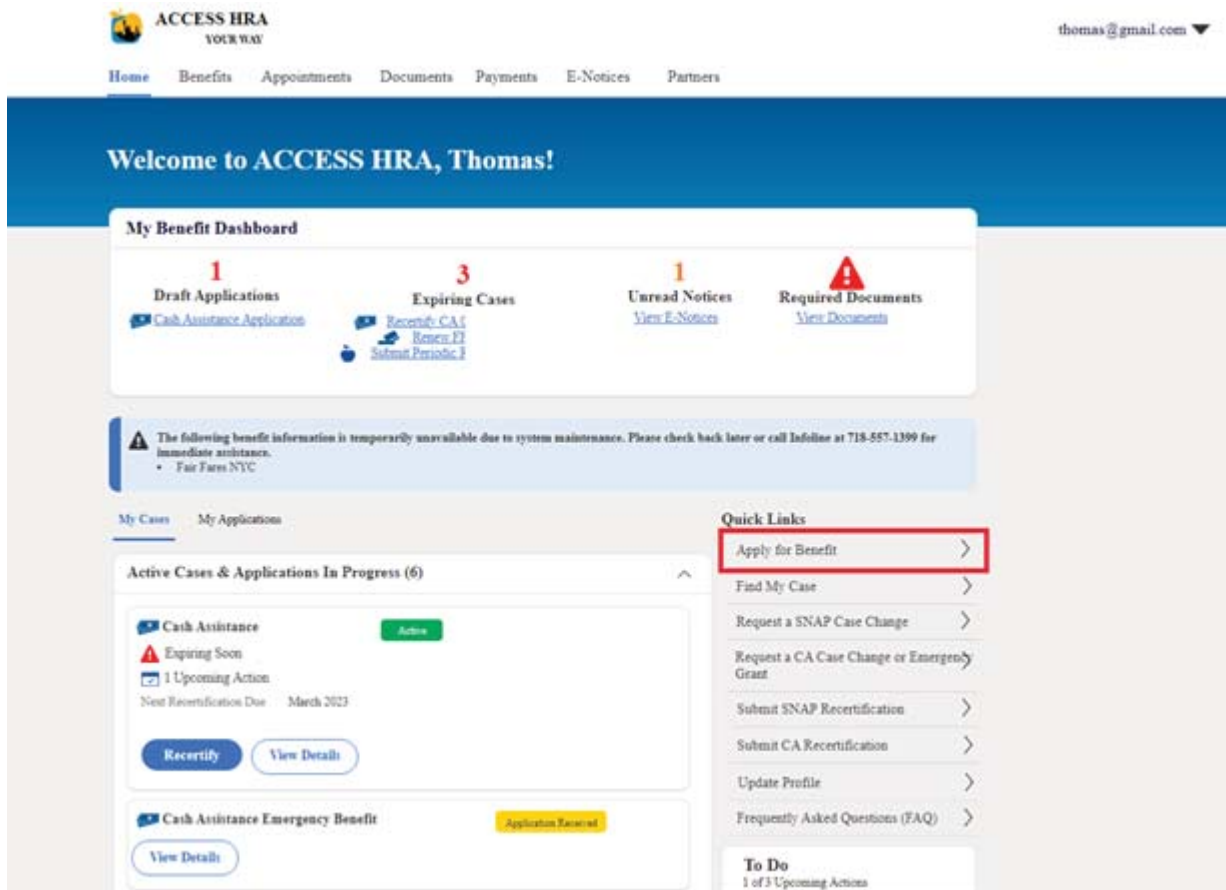 ACCESS HRA
YOUR WAY
thomas@gmail.com
Home Benefits Appointments Documents Payments E-Notices Partners
Welcome to ACCESS HRA, Thomas!
My Benefit Dashboard
1
Draft Applications
Cash Assistance Application
3
Expiring Cases
Recertify CA
Renew
Submit Periodic
1
Unread Notices
View E-Notices
Required Documents
View Documents
The following benefit information is temporarily unavailable due to system maintenance. Please check back later or call Infoline at 718-557-1399 for
immediate assistance.
• Fair Fares NYC
My Cases My Applications
Active Cases & Applications In Progress (6)
Cash Assistance Active
Expiring Soon
1 Upcoming Action
Next Recertification Due March 2023
Recertify View Details
Cash Assistance Emergency Benefit Application Received
View Details
Quick Links
Apply for Benefit
Find My Case
Request a SNAP Case Change
Request a CA Case Change or Emergency
Grant
Submit SNAP Recertification
Submit CA Recertification
Update Profile
Frequently Asked Questions (FAQ)
To Do
1 of 3 Upcoming Actions